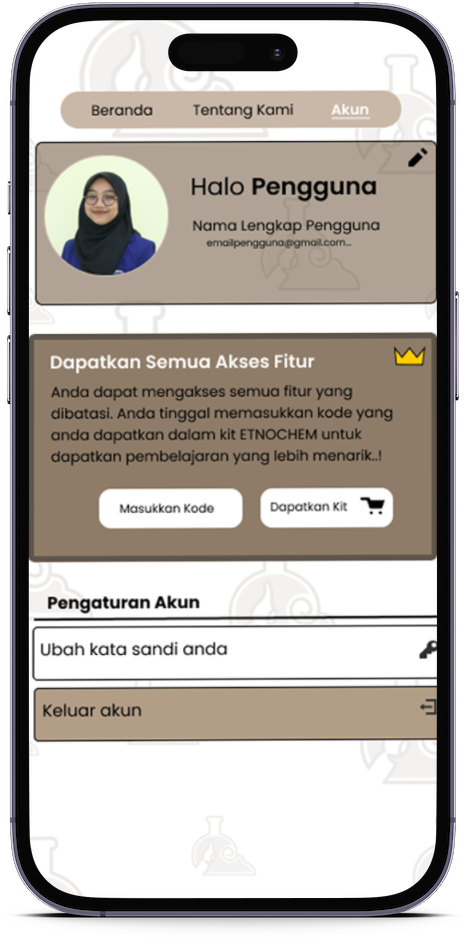 Beranda Tentang Kami Akun
Halo Pengguna
Nama Lengkap Pengguna
emailpengguna@gmail.com...
Dapatkan Semua Akses Fitur
Anda dapat mengakses semua fitur yang
dibatasi. Anda tinggal memasukkan kode yang
anda dapatkan dalam kit ETNOCHEM untuk
dapatkan pembelajaran yang lebih menarik..!
Masukkan Kode Dapatkan Kit
Pengaturan Akun
Ubah kata sandi anda
Keluar akun